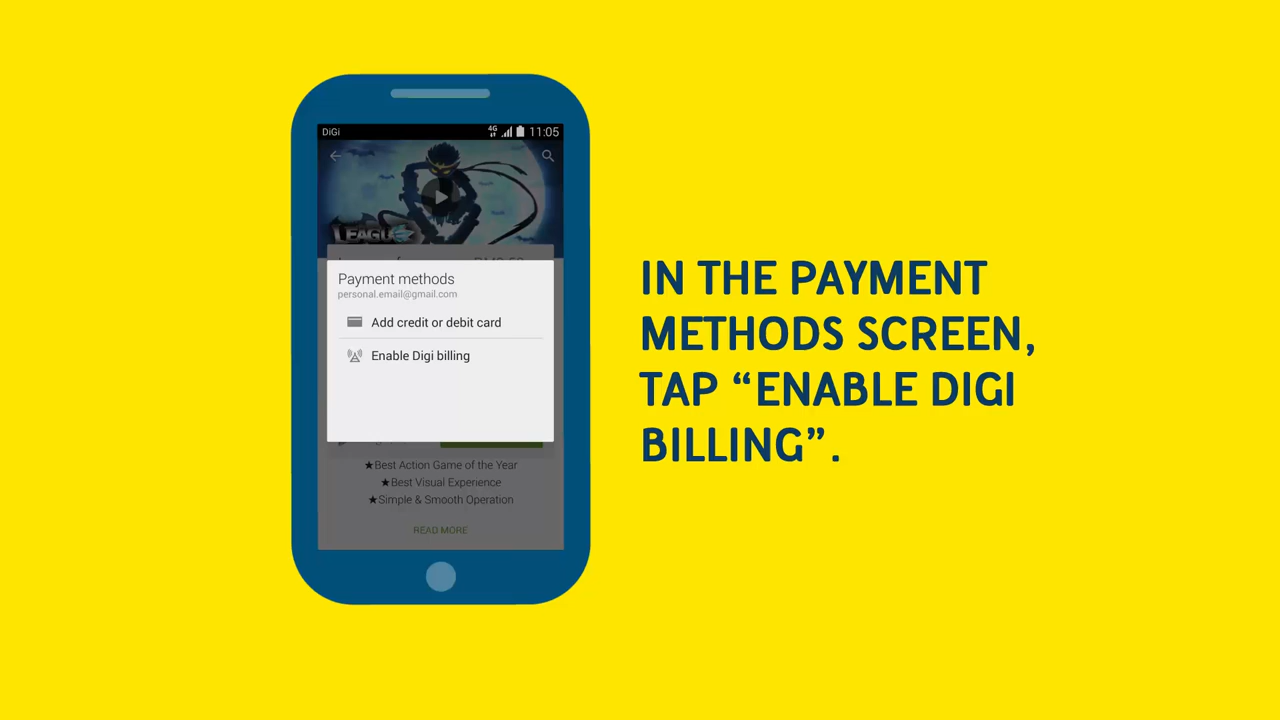 DiGi 4G 11:05
LEAGUE
Payment methods
personal.email@gmail.com
Add credit or debit card
Enable Digi billing
★Best Action Game of the Year
★Best Visual Experience
★Simple & Smooth Operation
READ MORE
IN THE PAYMENT
METHODS SCREEN,
TAP “ENABLE DIGI
BILLING”.